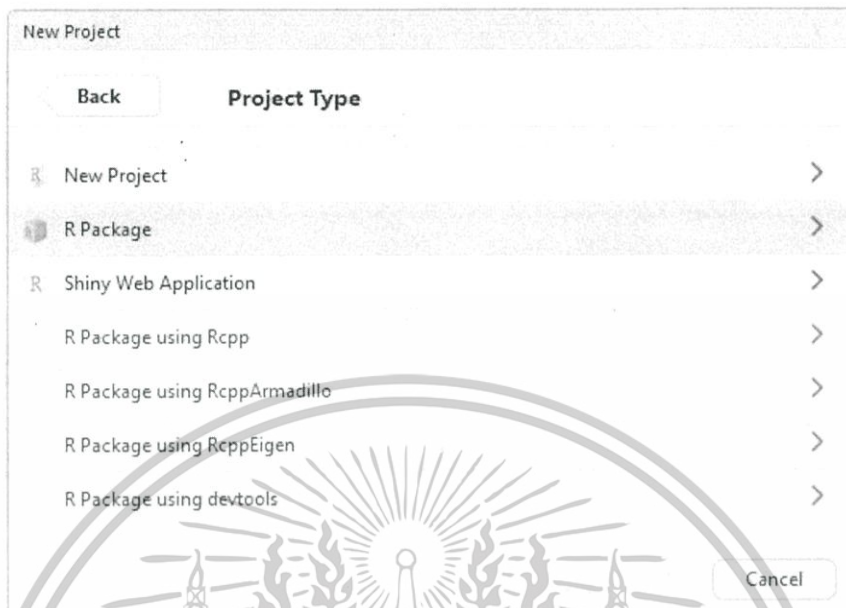 New Project
Back Project Type
R New Project
R Package
R Shiny Web Application
R Package using Rcpp
R Package using RcppArmadillo
R Package using RcppEigen
R Package using devtools
Cancel